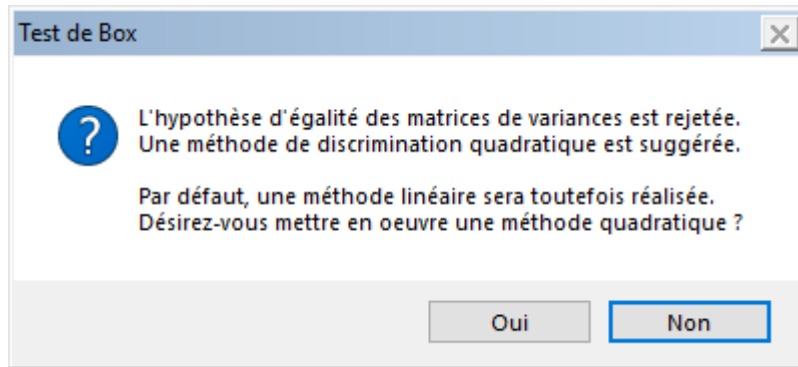 Test de Box
L'hypothèse d'égalité des matrices de variances est rejetée.
Une méthode de discrimination quadratique est suggérée.
Par défaut, une méthode linéaire sera toutefois réalisée.
Désirez-vous mettre en oeuvre une méthode quadratique ?
Oui
Non